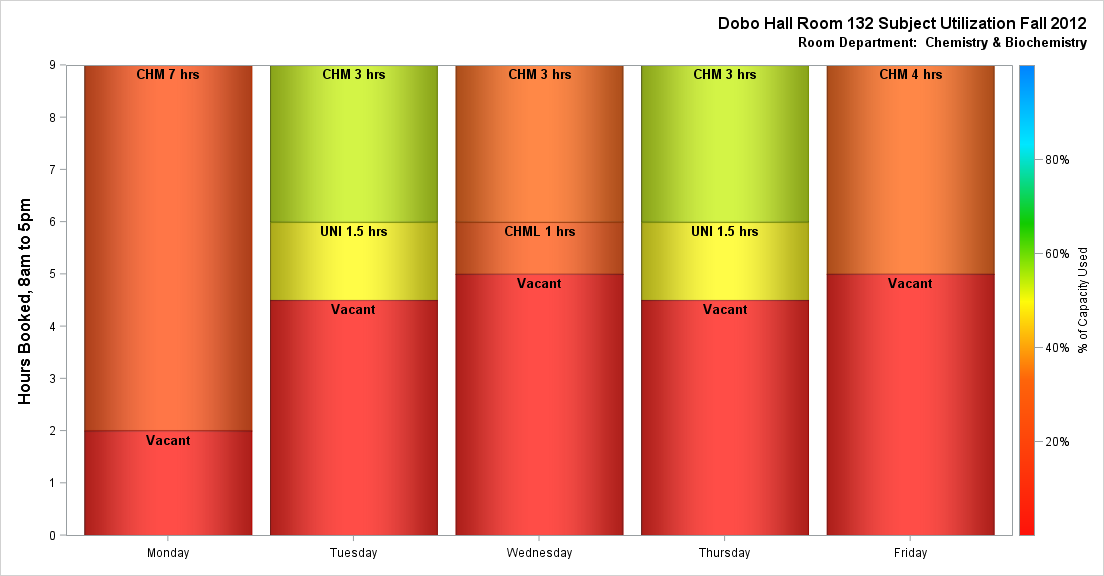 Dobo Hall Room 132 Subject Utilization Fall 2012
Room Department: Chemistry & Biochemistry
Hours Booked, 8am to 5pm
9
8
7
6
5
4
3
2
1
0
CHM 7 hrs
Vacant
CHM 3 hrs
UNI 1.5 hrs
Vacant
CHM 3 hrs
CHML 1 hrs
Vacant
CHM 3 hrs
UNI 1.5 hrs
Vacant
CHM 4 hrs
Vacant
Monday
Tuesday
Wednesday
Thursday
Friday
80%
60%
40%
20%
% of Capacity Used